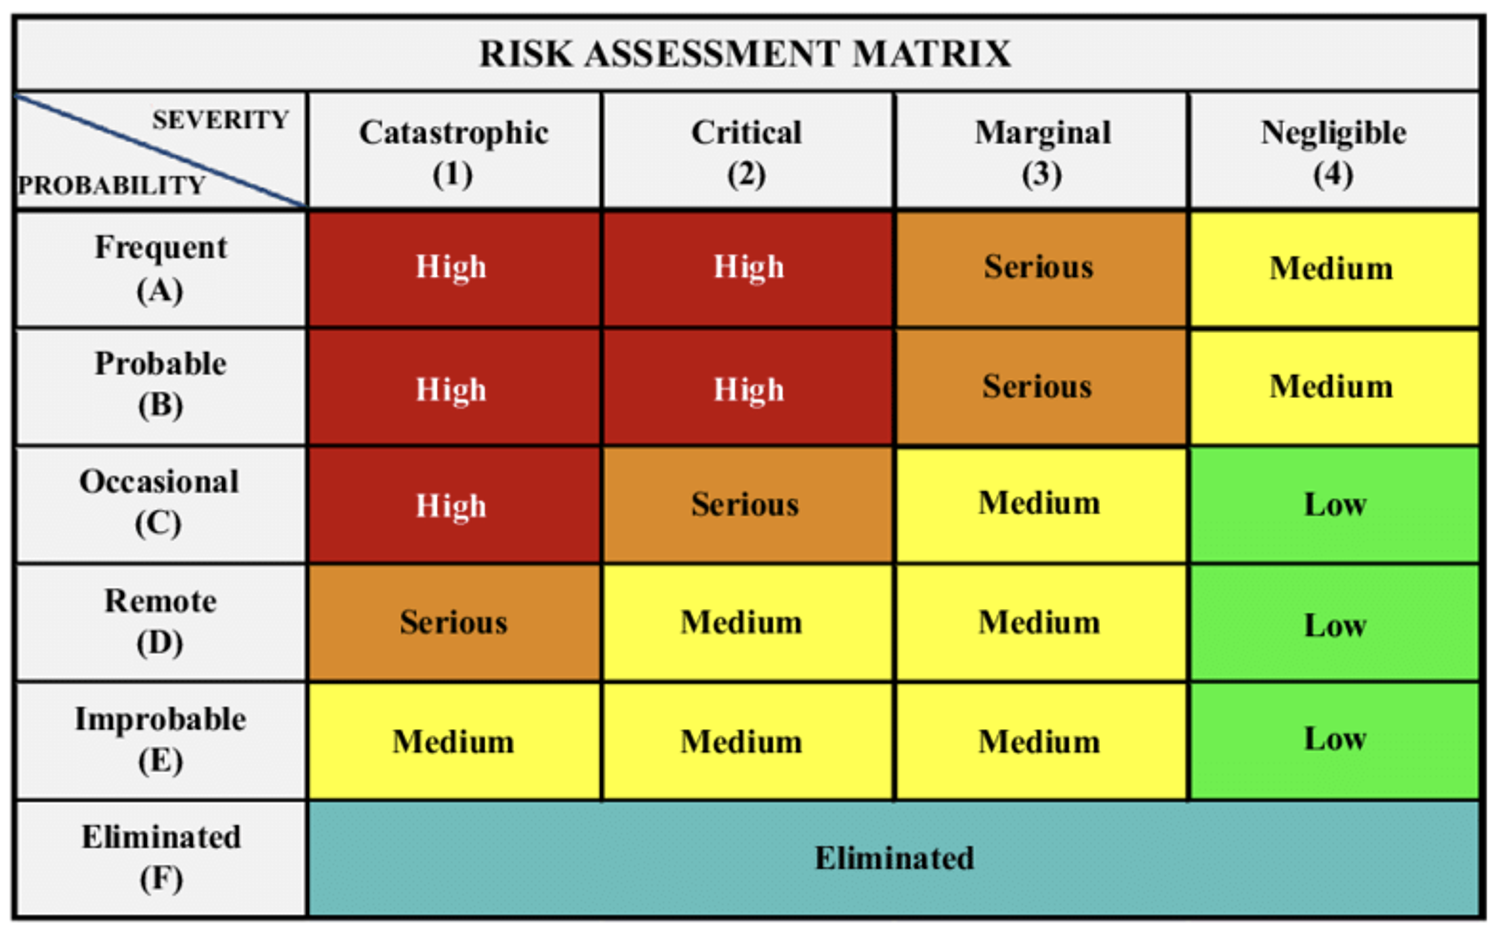 RISK ASSESSMENT MATRIX
SEVERITY
PROBABILITY
Catastrophic
(1)
Critical
(2)
Marginal
(3)
Negligible
(4)
Frequent
(A)
High
High
Serious
Medium
Probable
(B)
High
High
Serious
Medium
Occasional
(C)
High
Serious
Medium
Low
Remote
(D)
Serious
Medium
Medium
Low
Improbable
(E)
Medium
Medium
Medium
Low
Eliminated
(F)
Eliminated